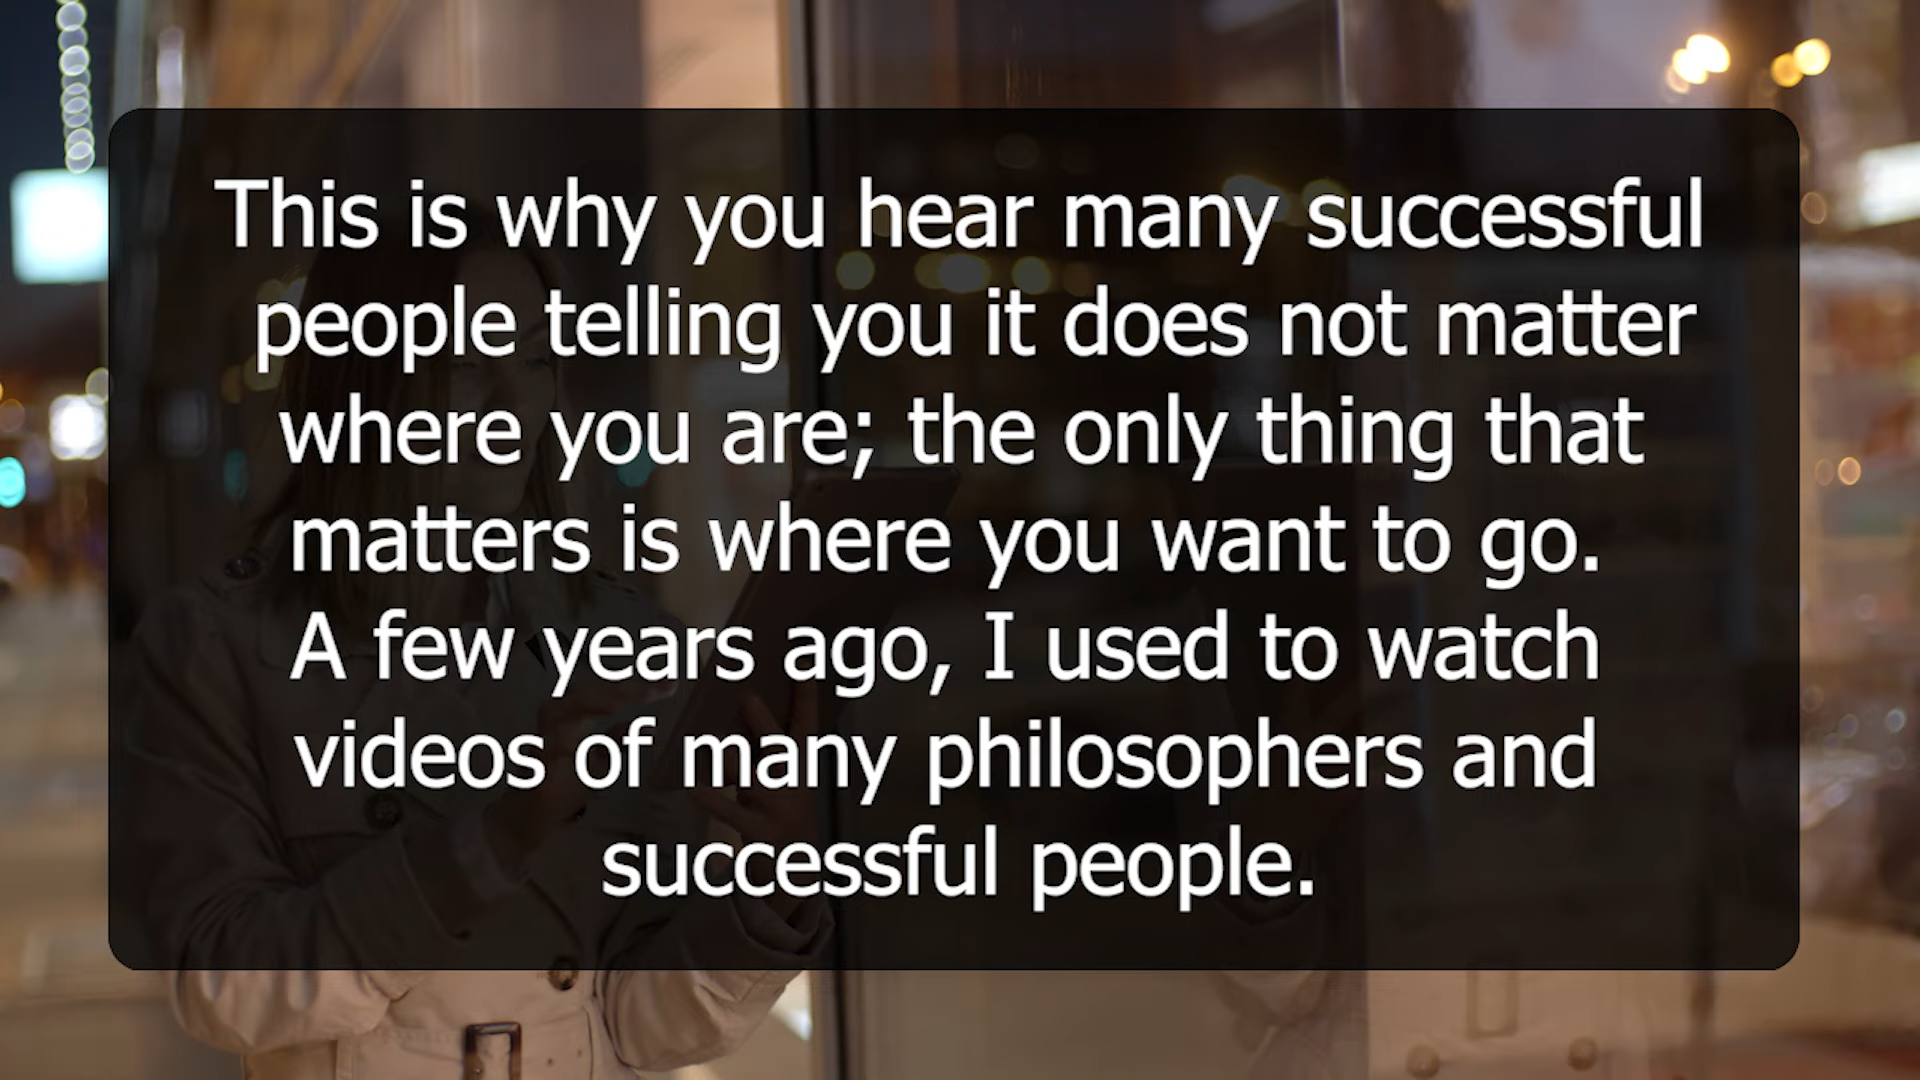 This is why you hear many successful
people telling you it does not matter
where you are; the only thing that
matters is where you want to go.
A few years ago, I used to watch
videos of many philosophers and
successful people.